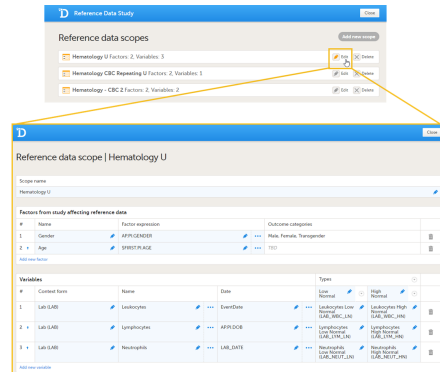 D Reference Data Study Close
Reference data scopes Add new scope
Hematology U Factors: 2, Variables: 3 Edit Delete
Hematology CBC Repeating U Factors: 2, Variables: 1 Edit Delete
Hematology - CBC 2 Factors: 2, Variables: 2 Edit Delete
D Close
Reference data scope | Hematology U
Scope name
Hematology U
Factors from study affecting reference data
# Name Factor expression Outcome categories
1 Gender AP.PI.GENDER Male, Female, Transgender
2 Age SFIRST.PI.AGE TBD
Add new factor
Variables Types
# Context form Name Date Low Normal High Normal
1 Lab (LAB) Leukocytes EventDate Leukocytes Low Normal (LAB_WBC_LN) Leukocytes High Normal (LAB_WBC_HN)
2 Lab (LAB) Lymphocytes AP.PI.DOB Lymphocytes Low Normal (LAB_LYM_LN) Lymphocytes High Normal (LAB_LYM_HN)
3 Lab (LAB) Neutrophils LAB_DATE Neutrophils Low Normal (LAB_NEUT_LN) Neutrophils High Normal (LAB_NEUT_HN)
Add new variable